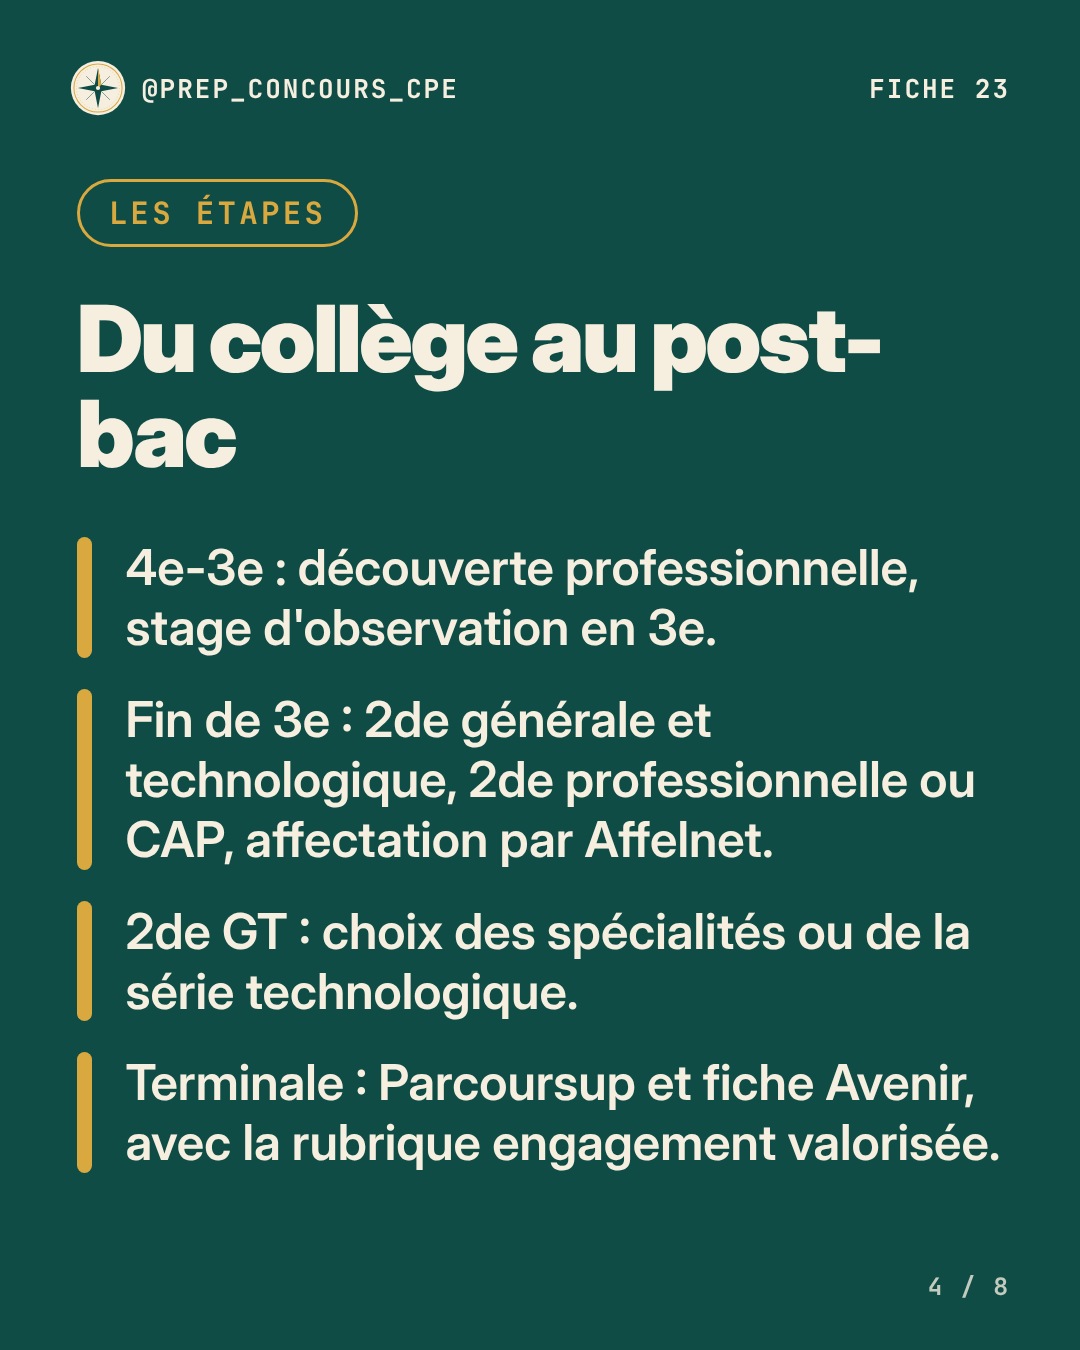 @PREP_CONCOURS_CPE
FICHE 23
LES ÉTAPES
Du collège au post-
bac
4e-3e : découverte professionnelle,
stage d'observation en 3e.
Fin de 3e : 2de générale et
technologique, 2de professionnelle ou
CAP, affectation par Affelnet.
2de GT : choix des spécialités ou de la
série technologique.
Terminale : Parcoursup et fiche Avenir,
avec la rubrique engagement valorisée.
4 / 8